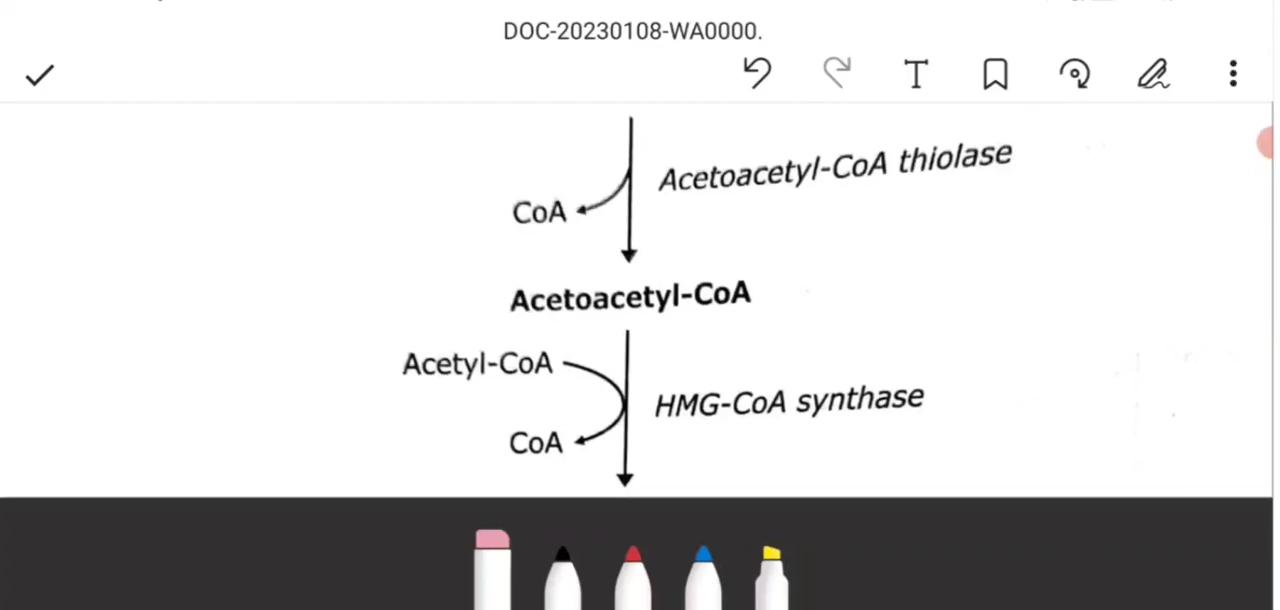 DOC-20230108-WA0000.
T
Acetoacetyl-CoA thiolase
CoA
Acetoacetyl-CoA
Acetyl-CoA
HMG-CoA synthase
CoA